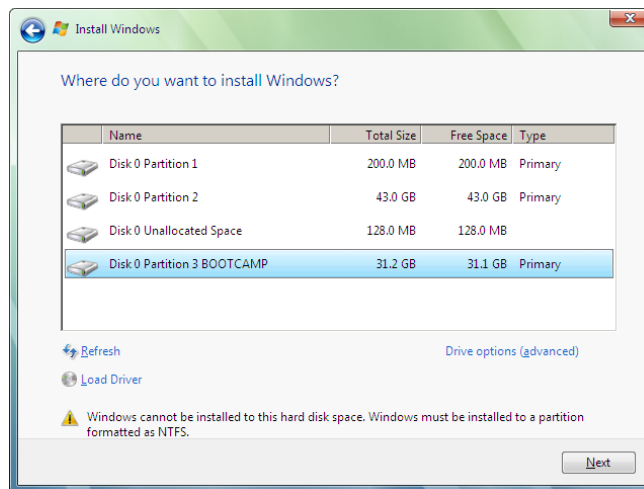 Install Windows
Where do you want to install Windows?
Name Total Size Free Space Type
Disk 0 Partition 1 200.0 MB 200.0 MB Primary
Disk 0 Partition 2 43.0 GB 43.0 GB Primary
Disk 0 Unallocated Space 128.0 MB 128.0 MB
Disk 0 Partition 3 BOOTCAMP 31.2 GB 31.1 GB Primary
Refresh Drive options (advanced)
Load Driver
Windows cannot be installed to this hard disk space. Windows must be installed to a partition
formatted as NTFS.
Next